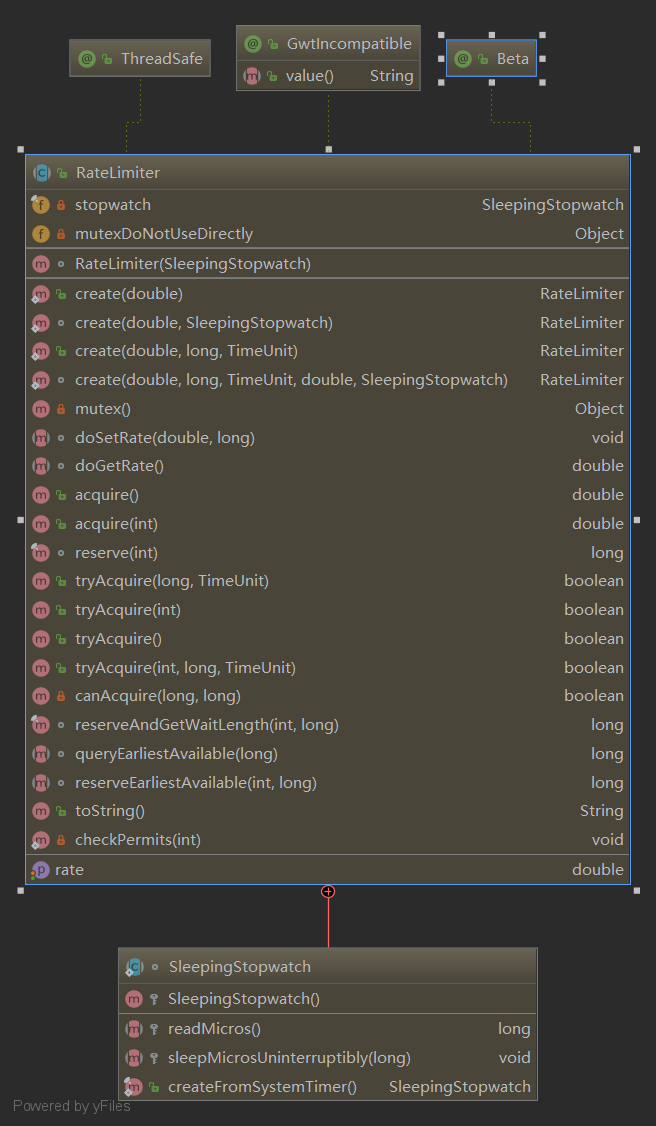 ThreadSafe
GwtIncompatible
value() String
Beta
RateLimiter
stopwatch SleepingStopwatch
mutexDoNotUseDirectly Object
RateLimiter(SleepingStopwatch)
create(double) RateLimiter
create(double, SleepingStopwatch) RateLimiter
create(double, long, TimeUnit) RateLimiter
create(double, long, TimeUnit, double, SleepingStopwatch) RateLimiter
mutex() Object
doSetRate(double, long) void
doGetRate() double
acquire() double
acquire(int) double
reserve(int) long
tryAcquire(long, TimeUnit) boolean
tryAcquire(int) boolean
tryAcquire() boolean
tryAcquire(int, long, TimeUnit) boolean
canAcquire(long, long) boolean
reserveAndGetWaitLength(int, long) long
queryEarliestAvailable(long) long
reserveEarliestAvailable(int, long) long
toString() String
checkPermits(int) void
rate double
SleepingStopwatch
SleepingStopwatch()
readMicros() long
sleepMicrosUninterruptibly(long) void
createFromSystemTimer() SleepingStopwatch
Powered by yFiles